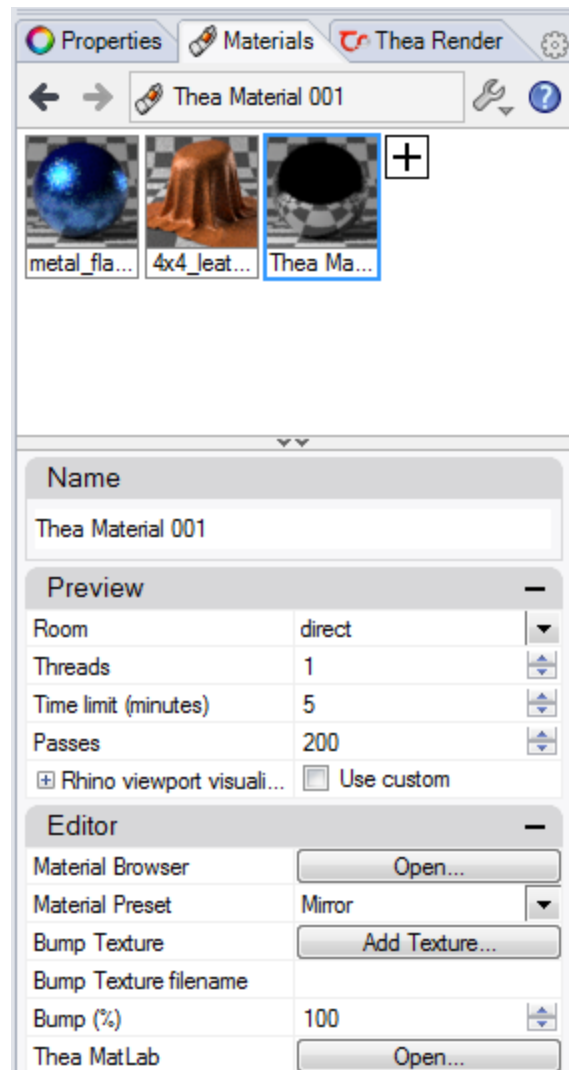 Properties Materials Thea Render
Thea Material 001
metal_fla... 4x4_leat... Thea Ma...
Name
Thea Material 001
Preview
Room direct
Threads 1
Time limit (minutes) 5
Passes 200
Rhino viewport visuali... Use custom
Editor
Material Browser Open...
Material Preset Mirror
Bump Texture Add Texture...
Bump Texture filename
Bump (%) 100
Thea MatLab Open...